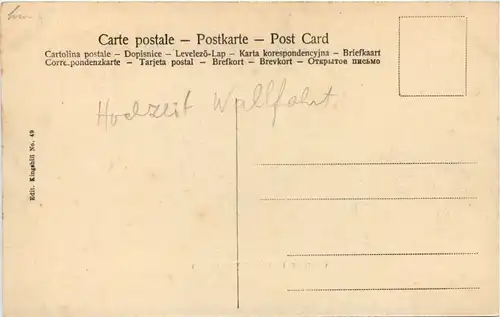 Carte postale – Postkarte – Post Card
Cartolina postale – Dopisnice – Levelezõ-Lap – Karta korespondencyjna – Briefkaart
Corre.pondenzkarte – Tarjeta postal – Brefkort – Brevkort – Открытое письмо
Hochzeit Wallfahrt
Edit. Kingshill No. 49